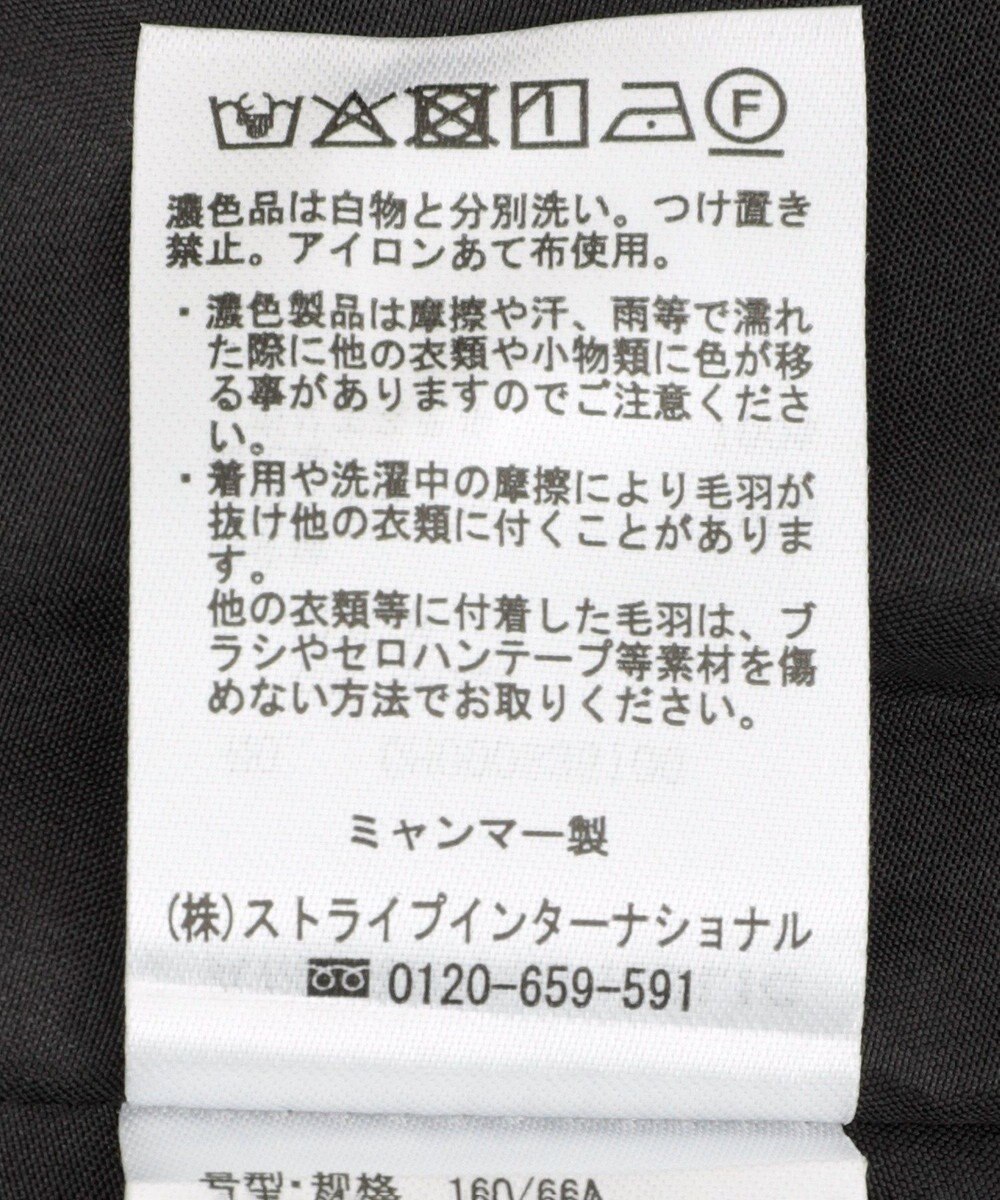 F
濃色品は白物と分別洗い。つけ置き
禁止。アイロンあて布使用。
・濃色製品は摩擦や汗、雨等で濡れ
た際に他の衣類や小物類に色が移
る事がありますのでご注意くださ
い。
・着用や洗濯中の摩擦により毛羽が
抜け他の衣類に付くことがありま
す。
他の衣類等に付着した毛羽は、ブ
ラシやセロハンテープ等素材を傷
めない方法でお取りください。
ミャンマー製
(株)ストライプインターナショナル
0120-659-591
号型・规格 160/66A